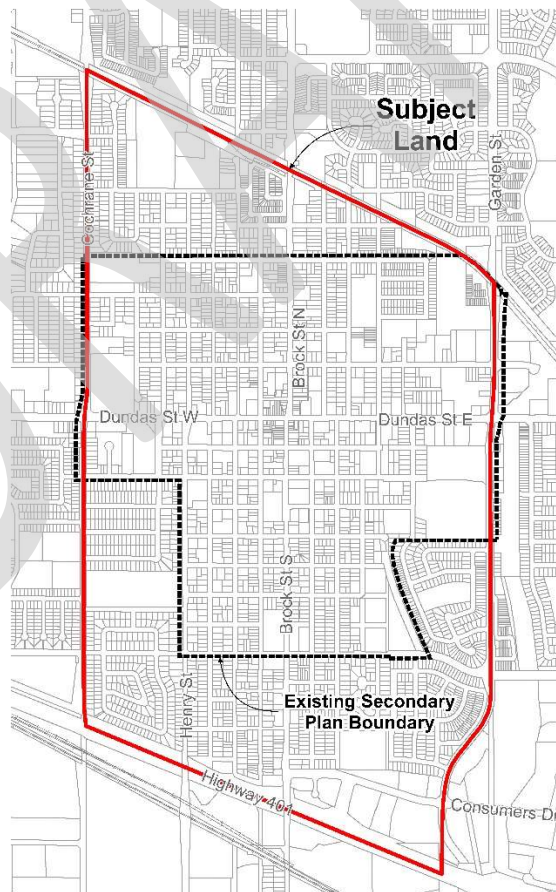 Subject
Land
Cochrane St
Garden St
Brock St N
Dundas St W
Dundas St E
Brock St S
Existing Secondary
Plan Boundary
Henry St
Highway 401
Consumers Dr